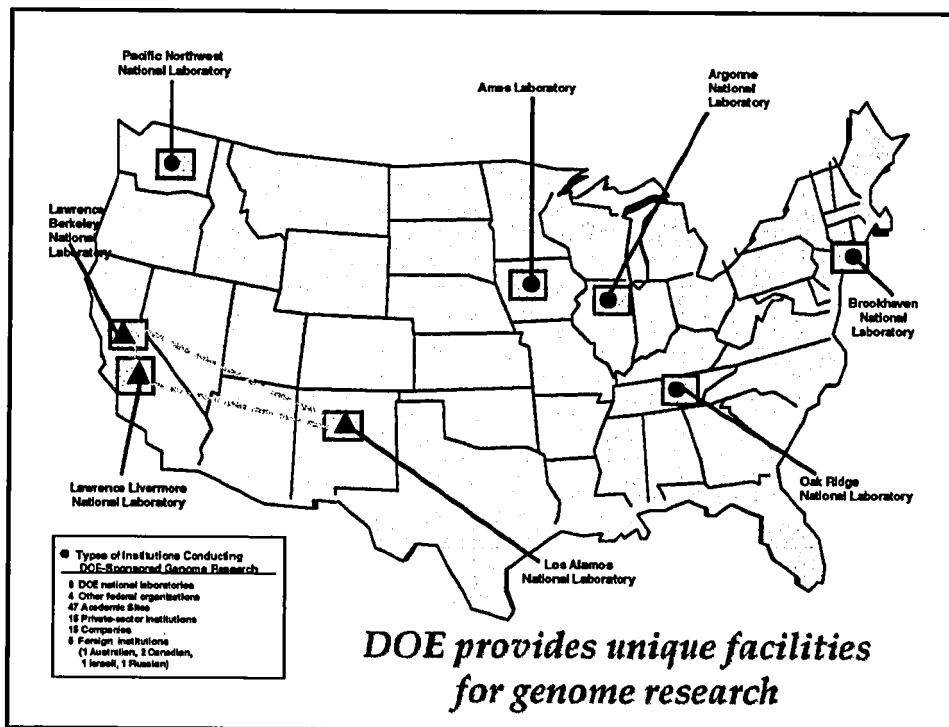 Pacific Northwest
National Laboratory
Ames Laboratory
Argonne
National
Laboratory
Lawrence
Berkeley
National
Laboratory
Brookhaven
National
Laboratory
Lawrence Livermore
National Laboratory
Oak Ridge
National Laboratory
Los Alamos
National Laboratory
Types of Institutions Conducting
DOE-Sponsored Genome Research
8 DOE national laboratories
4 Other federal organizations
47 Academic Sites
15 Private-sector institutions
15 Companies
5 Foreign institutions
(1 Australian, 2 Canadian,
1 Israeli, 1 Russian)
DOE provides unique facilities
for genome research